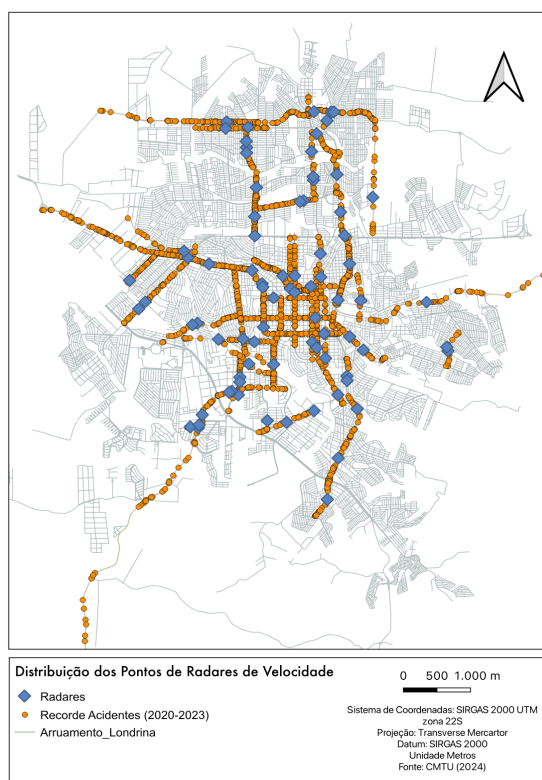 Distribuição dos Pontos de Radares de Velocidade
Radares
Recorde Acidentes (2020-2023)
Arruamento_Londrina
0 500 1.000 m
Sistema de Coordenadas: SIRGAS 2000 UTM
zona 22S
Projeção: Transverse Mercartor
Datum: SIRGAS 2000
Unidade Metros
Fonte: CMTU (2024)